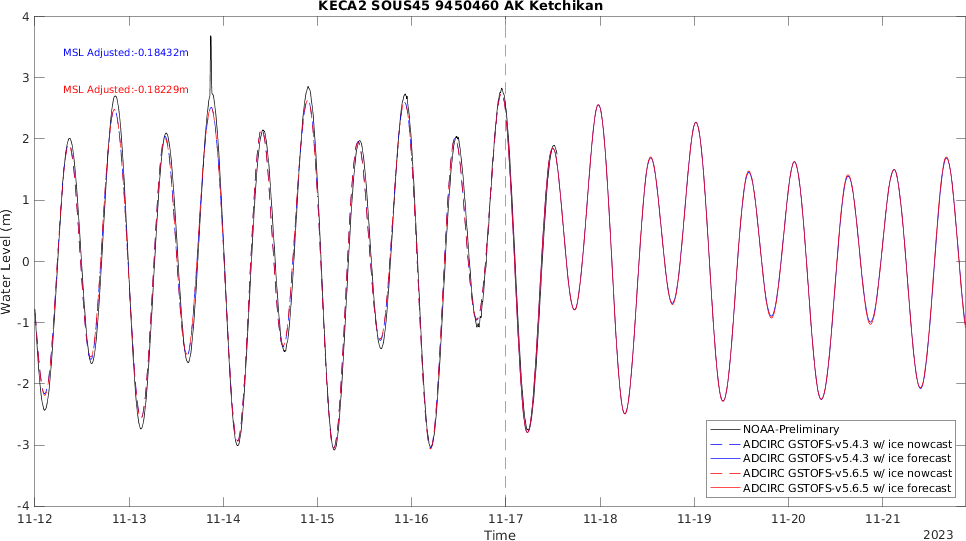 KECA2 SOUS45 9450460 AK Ketchikan
MSL Adjusted:-0.18432m
MSL Adjusted:-0.18229m
4
3
2
1
0
-1
-2
-3
-4
Water Level (m)
NOAA-Preliminary
ADCIRC GSTOFS-v5.4.3 w/ ice nowcast
ADCIRC GSTOFS-v5.4.3 w/ ice forecast
ADCIRC GSTOFS-v5.6.5 w/ ice nowcast
ADCIRC GSTOFS-v5.6.5 w/ ice forecast
11-12 11-13 11-14 11-15 11-16 11-17 11-18 11-19 11-20 11-21
Time
2023